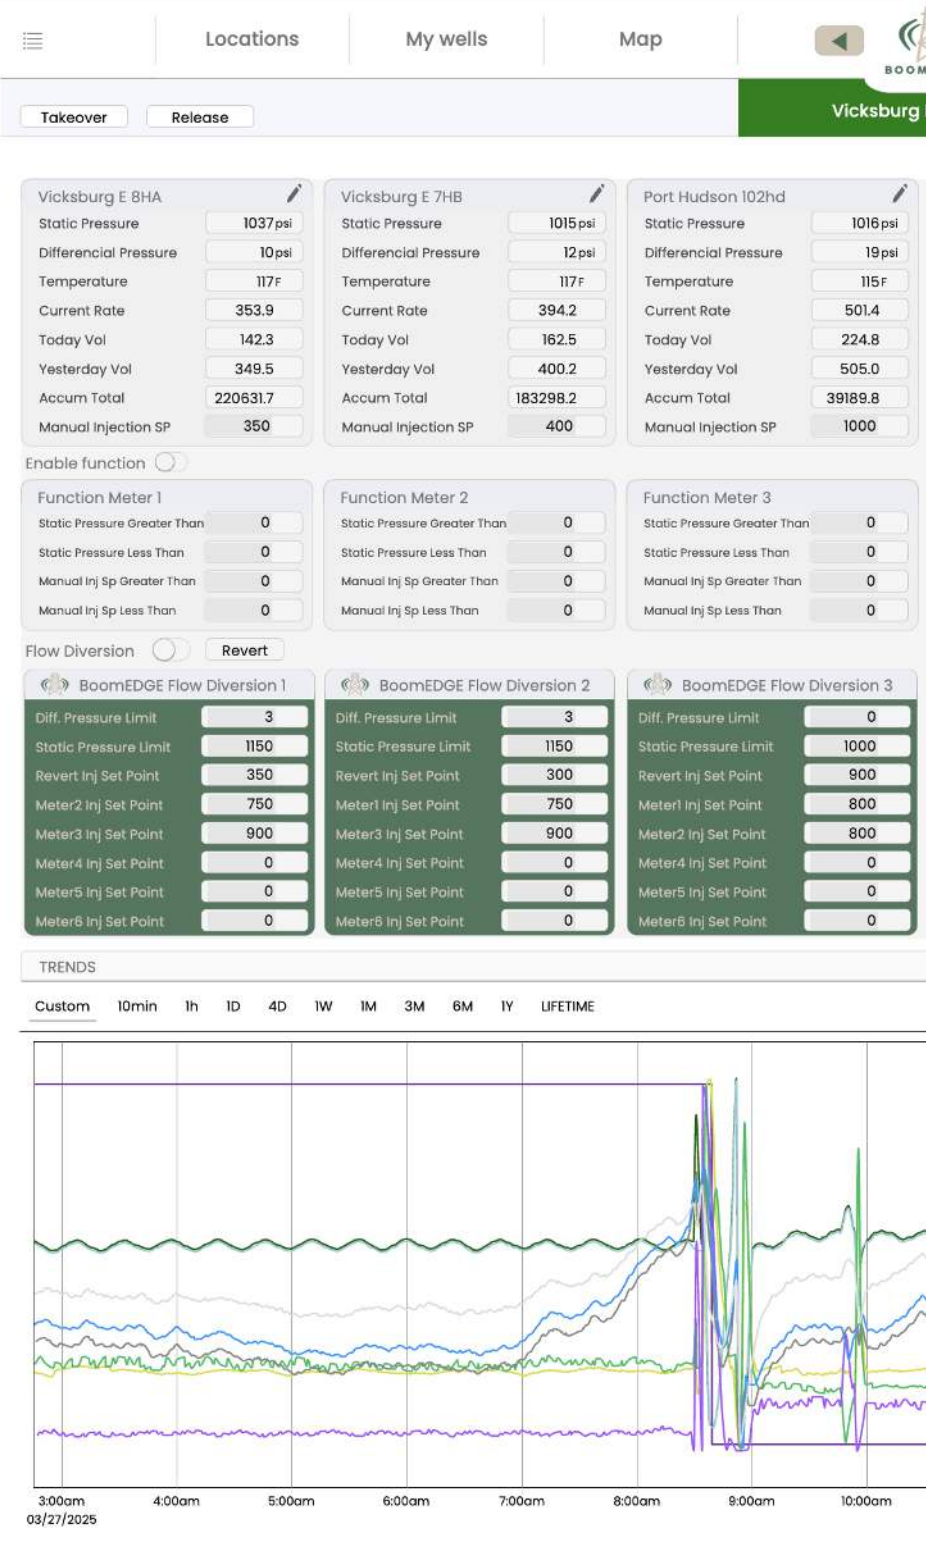 Locations My wells Map
BOOM
Takeover Release Vicksburg
Vicksburg E 8HA Vicksburg E 7HB Port Hudson 102hd
Static Pressure 1037 psi Static Pressure 1015 psi Static Pressure 1016 psi
Differencial Pressure 10 psi Differencial Pressure 12 psi Differencial Pressure 19 psi
Temperature 117 F Temperature 117 F Temperature 115 F
Current Rate 353.9 Current Rate 394.2 Current Rate 501.4
Today Vol 142.3 Today Vol 162.5 Today Vol 224.8
Yesterday Vol 349.5 Yesterday Vol 400.2 Yesterday Vol 505.0
Accum Total 220631.7 Accum Total 183298.2 Accum Total 39189.8
Manual Injection SP 350 Manual Injection SP 400 Manual Injection SP 1000
Enable function
Function Meter 1 Function Meter 2 Function Meter 3
Static Pressure Greater Than 0 Static Pressure Greater Than 0 Static Pressure Greater Than 0
Static Pressure Less Than 0 Static Pressure Less Than 0 Static Pressure Less Than 0
Manual Inj Sp Greater Than 0 Manual Inj Sp Greater Than 0 Manual Inj Sp Greater Than 0
Manual Inj Sp Less Than 0 Manual Inj Sp Less Than 0 Manual Inj Sp Less Than 0
Flow Diversion Revert
BoomEDGE Flow Diversion 1 BoomEDGE Flow Diversion 2 BoomEDGE Flow Diversion 3
Diff. Pressure Limit 3 Diff. Pressure Limit 3 Diff. Pressure Limit 0
Static Pressure Limit 1150 Static Pressure Limit 1150 Static Pressure Limit 1000
Revert Inj Set Point 350 Revert Inj Set Point 300 Revert Inj Set Point 900
Meter2 Inj Set Point 750 Meter1 Inj Set Point 750 Meter1 Inj Set Point 800
Meter3 Inj Set Point 900 Meter3 Inj Set Point 900 Meter2 Inj Set Point 800
Meter4 Inj Set Point 0 Meter4 Inj Set Point 0 Meter4 Inj Set Point 0
Meter5 Inj Set Point 0 Meter5 Inj Set Point 0 Meter5 Inj Set Point 0
Meter6 Inj Set Point 0 Meter6 Inj Set Point 0 Meter6 Inj Set Point 0
TRENDS
Custom 10min 1h 1D 4D 1W 1M 3M 6M 1Y LIFETIME
3:00am 4:00am 5:00am 6:00am 7:00am 8:00am 9:00am 10:00am
03/27/2025